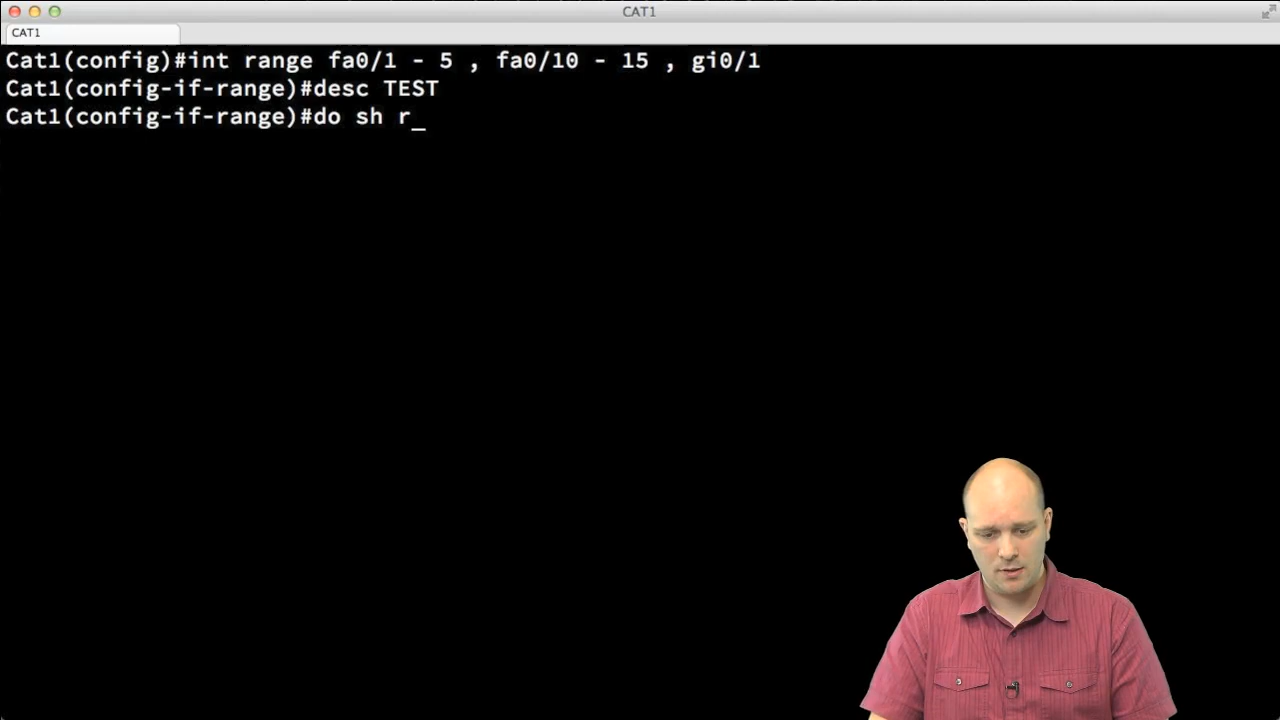 CAT1
CAT1
Cat1(config)#int range fa0/1 - 5 , fa0/10 - 15 , gi0/1
Cat1(config-if-range)#desc TEST
Cat1(config-if-range)#do sh r_